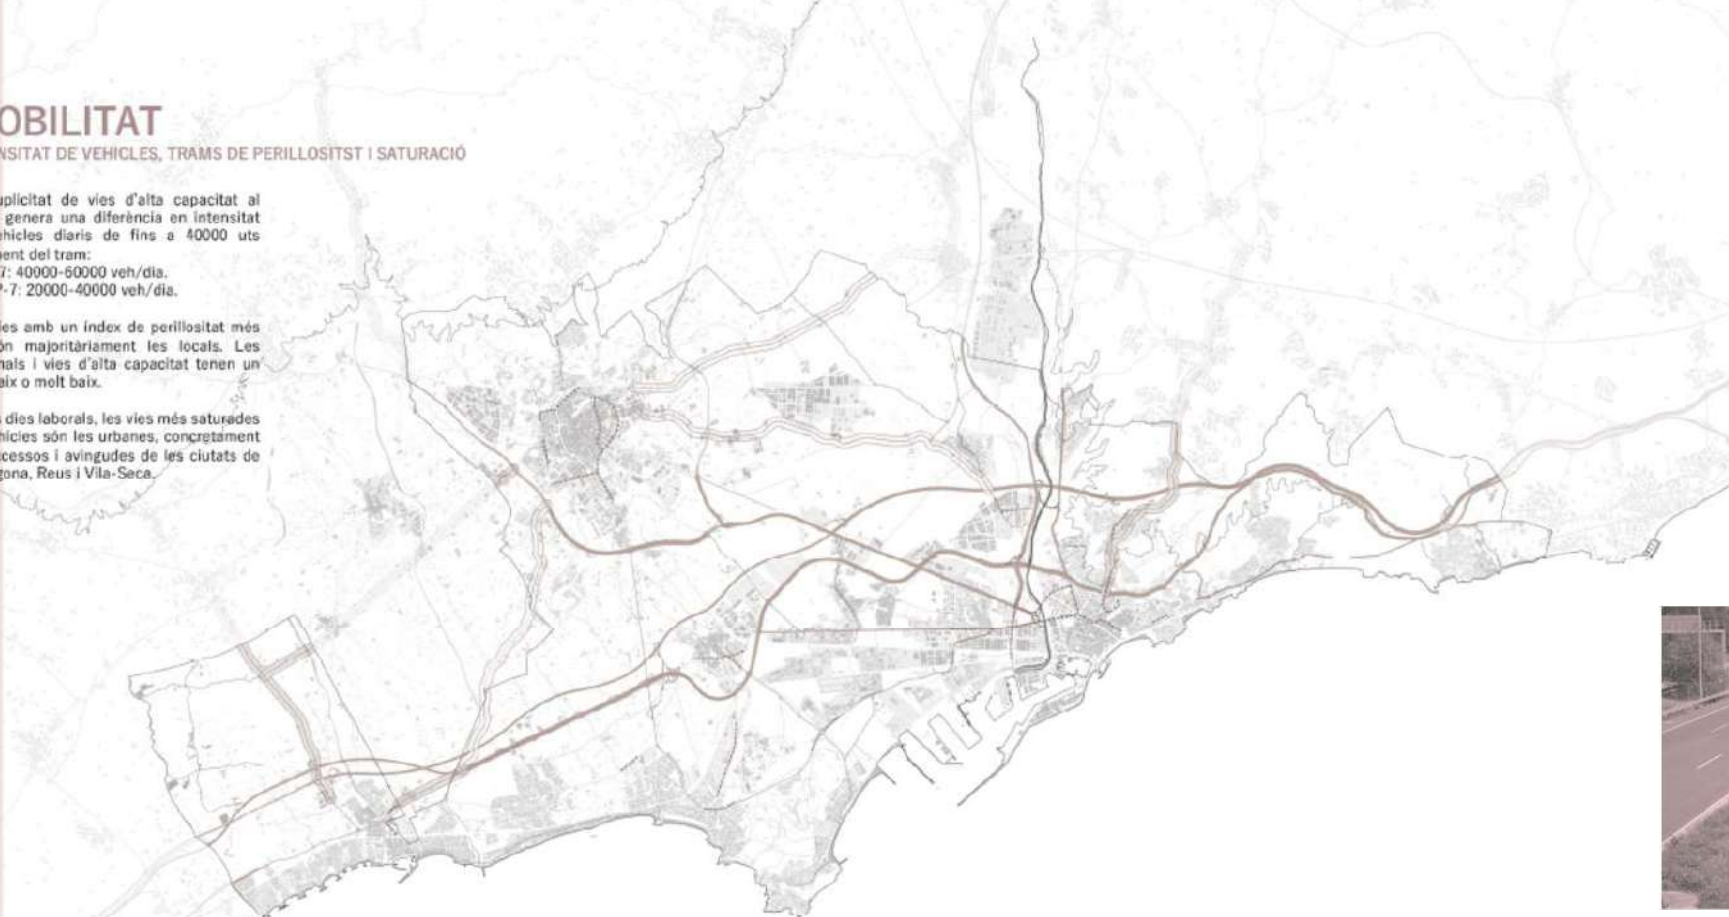 OBILITAT
NSITAT DE VEHICLES, TRAMS DE PERILLOSITST I SATURACIÓ
uplicitat de vies d'alta capacitat al
genera una diferència en intensitat
ehicles diaris de fins a 40000 uts
ent del tram:
7: 40000-60000 veh/dia.
P-7: 20000-40000 veh/dia.
ies amb un índex de perillositat més
ón majoritàriament les locals. Les
nals i vies d'alta capacitat tenen un
aix o molt baix.
s dies laborals, les vies més saturades
hicles són les urbanes, concretament
ccessos i avingudes de les ciutats de
gona, Reus i Vila-Seca.